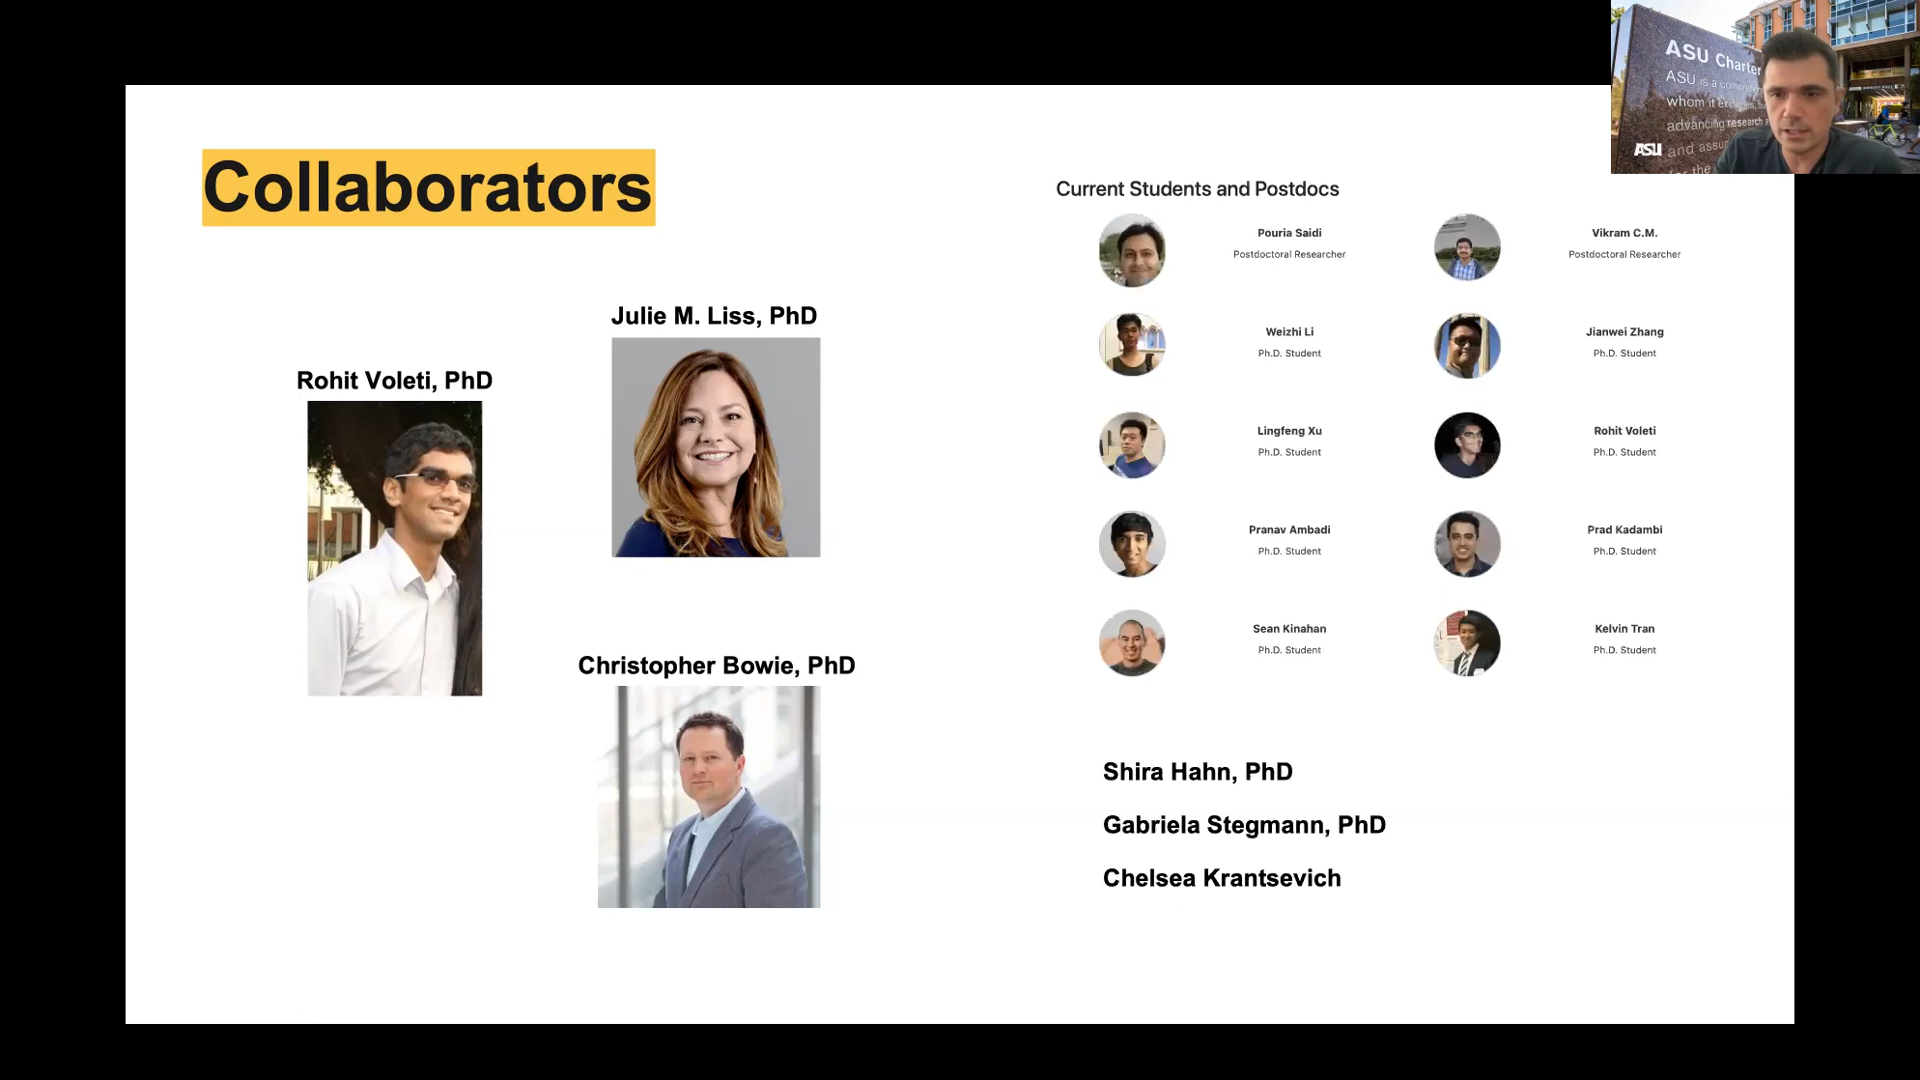 Collaborators
Rohit Voleti, PhD
Julie M. Liss, PhD
Christopher Bowie, PhD
Current Students and Postdocs
Pouria Saidi
Postdoctoral Researcher
Vikram C.M.
Postdoctoral Researcher
Weizhi Li
Ph.D. Student
Jianwei Zhang
Ph.D. Student
Lingfeng Xu
Ph.D. Student
Rohit Voleti
Ph.D. Student
Pranav Ambadi
Ph.D. Student
Prad Kadambi
Ph.D. Student
Sean Kinahan
Ph.D. Student
Kelvin Tran
Ph.D. Student
Shira Hahn, PhD
Gabriela Stegmann, PhD
Chelsea Krantsevich
ASU Charter
ASU is a
whom it
advancing research
and
for the
ASU